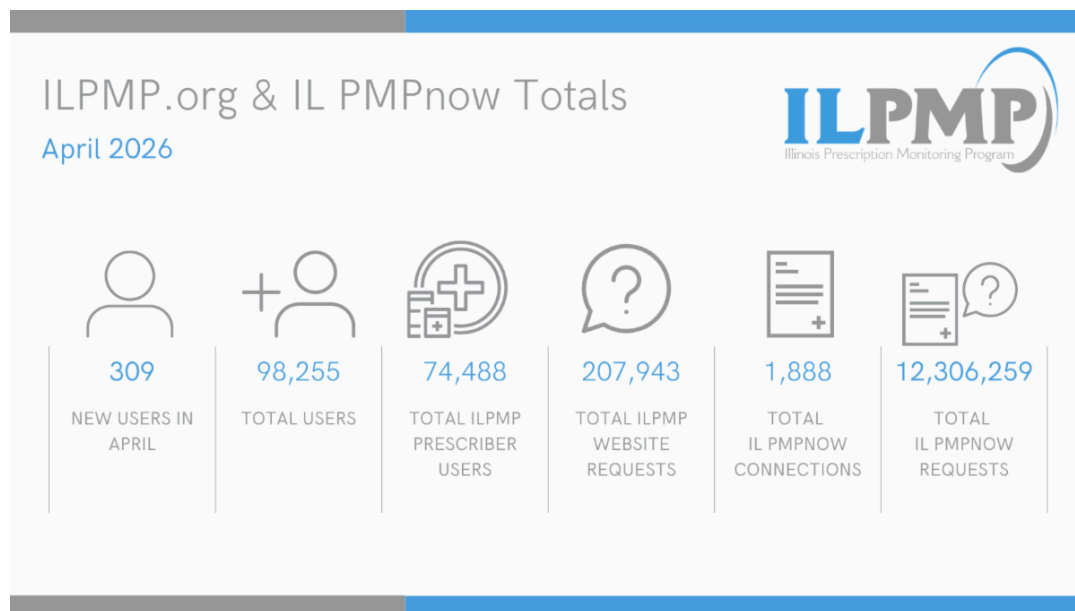 ILPMP.org & IL PMPnow Totals
April 2026
ILPMP
Illinois Prescription Monitoring Program
309
NEW USERS IN
APRIL
98,255
TOTAL USERS
74,488
TOTAL ILPMP
PRESCRIBER
USERS
207,943
TOTAL ILPMP
WEBSITE
REQUESTS
1,888
TOTAL
IL PMPNOW
CONNECTIONS
12,306,259
TOTAL
IL PMPNOW
REQUESTS